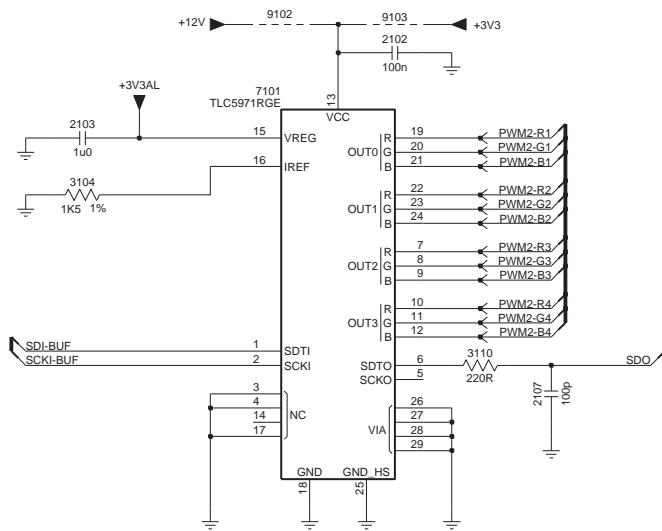 +12V 9102 9103 +3V3
2102
100n
+3V3AL
7101
TLC5971RGE
13
VCC
2103
1u0
15 VREG
16 IREF
3104
1K5 1%
OUT0
R 19 PWM2-R1
G 20 PWM2-G1
B 21 PWM2-B1
OUT1
R 22 PWM2-R2
G 23 PWM2-G2
B 24 PWM2-B2
OUT2
R 7 PWM2-R3
G 8 PWM2-G3
B 9 PWM2-B3
OUT3
R 10 PWM2-R4
G 11 PWM2-G4
B 12 PWM2-B4
SDI-BUF 1 SDTI
SCKI-BUF 2 SCKI
SDTO 6 3110 SDO
220R
SCKO 5
2107
100p
3
4
14
17
NC
VIA
26
27
28
29
GND GND_HS
18 25